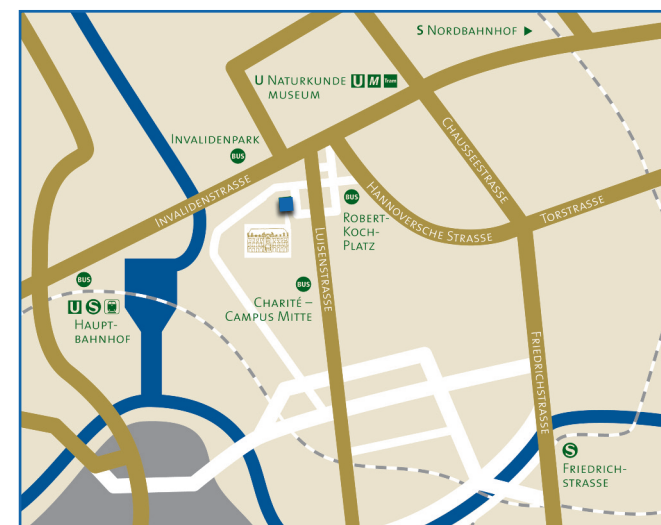 S NORDBAHNHOF
U NATURKUNDE
MUSEUM
U M Tram
INVALIDENPARK
BUS
CHAUSSEESTRASSE
INVALIDENSTRASSE
HANNOVERSCHE STRASSE
TORSTRASSE
BUS
ROBERT-
KOCH-
PLATZ
LUISENSTRASSE
BUS
U S
HAUPT-
BAHNHOF
BUS
CHARITÉ –
CAMPUS MITTE
FRIEDRICHSTRASSE
S
FRIEDRICH-
STRASSE